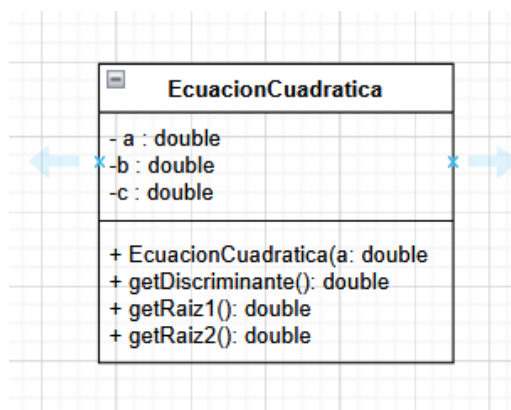 EcuacionCuadratica
- a : double
-b : double
-c : double
+ EcuacionCuadratica(a: double
+ getDiscriminante(): double
+ getRaiz1(): double
+ getRaiz2(): double